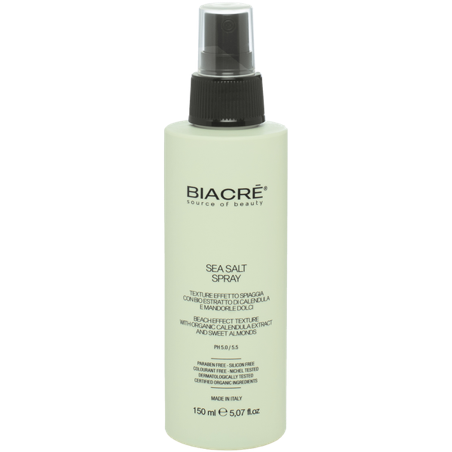 BIACRÉ®
source of beauty
SEA SALT
SPRAY
TEXTURE EFFETTO SPIAGGIA
CON BIO ESTRATTO DI CALENDULA
E MANDORLE DOLCI
BEACH EFFECT TEXTURE
WITH ORGANIC CALENDULA EXTRACT
AND SWEET ALMONDS
PH 5.0 / 5.5
PARABEN FREE - SILICON FREE
COLOURANT FREE - NICHEL TESTED
DERMATOLOGICALLY TESTED
CERTIFIED ORGANIC INGREDIENTS
MADE IN ITALY
150 ml e 5,07 fl.oz